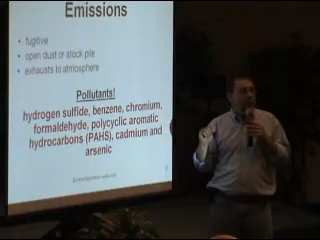 Emissions
• fugitive
• open dust or stock pile
• exhausts to atmosphere
Pollutants!
hydrogen sulfide, benzene, chromium,
formaldehyde, polycyclic aromatic
hydrocarbons (PAHS), cadmium and
arsenic